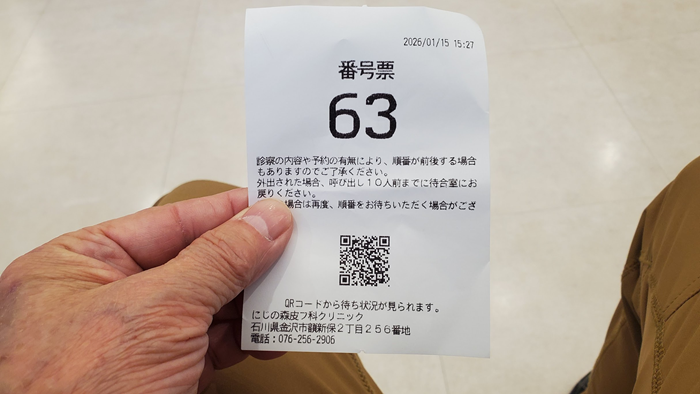 2026/01/15 15:27
番号票
63
診察の内容や予約の有無により、順番が前後する場合
もありますのでご了承ください。
外出された場合、呼び出し10人前までに待合室にお
戻りください。
場合は再度、順番をお待ちいただく場合がござ
QRコードから待ち状況が見られます。
にじの森皮フ科クリニック
石川県金沢市額新保2丁目256番地
電話:076-256-2906